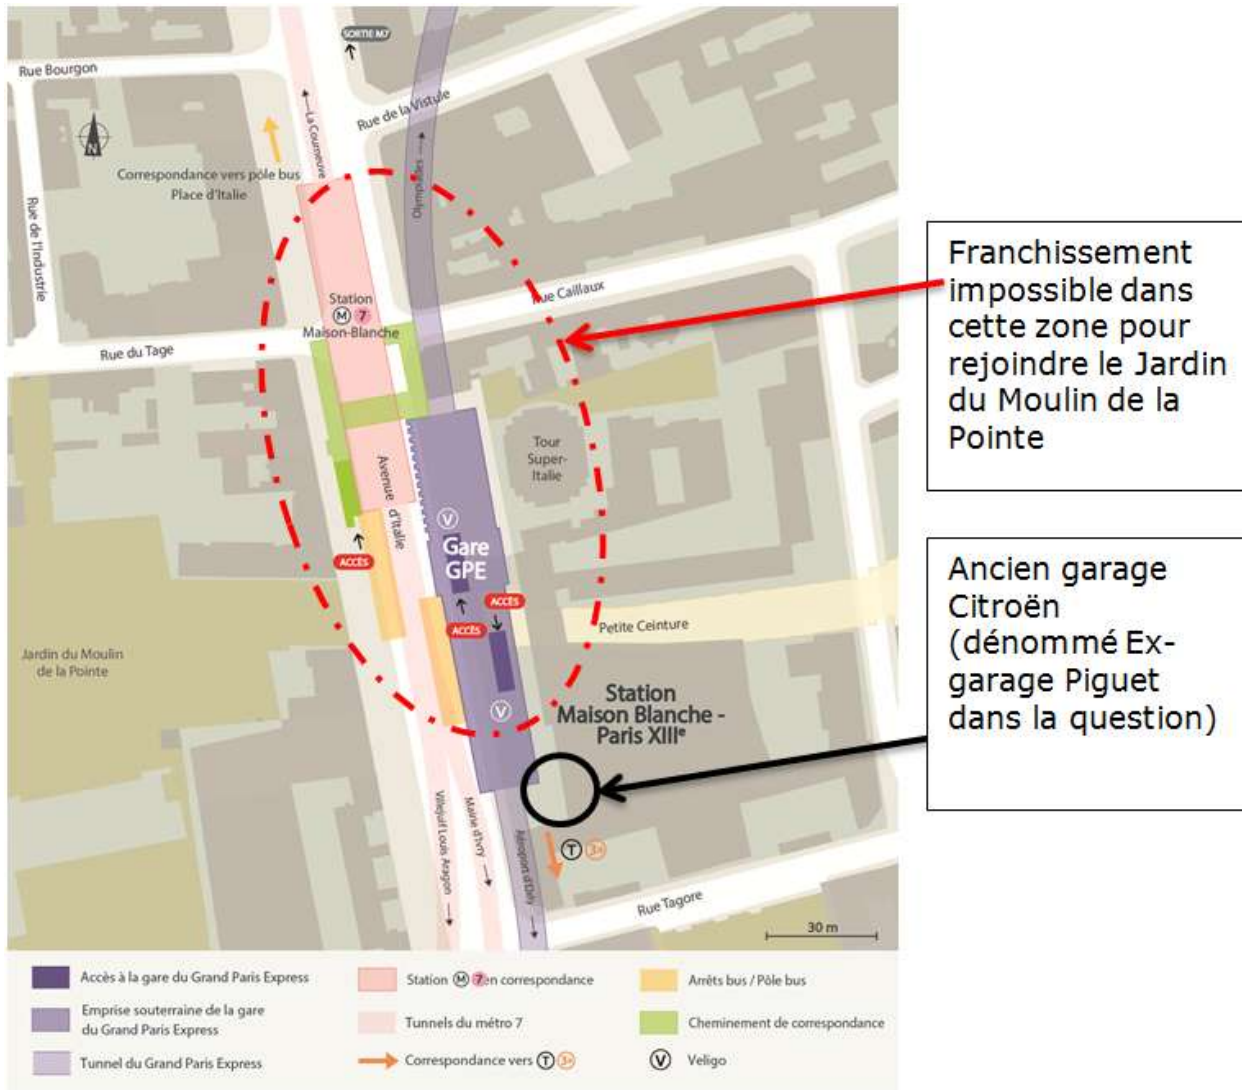 SORTIE M7
Rue Bourgon
La Courneuve
Rue de la Vistule
N
Correspondance vers pôle bus
Place d'Italie
Olympiades
Rue de l'Industrie
Rue Caillaux
Station
M 7
Maison-Blanche
Rue du Tage
Franchissement
impossible dans
cette zone pour
rejoindre le Jardin
du Moulin de la
Pointe
Tour
Super-
Italie
Avenue d'Italie
V
Gare
GPE
ACCÈS
ACCÈS
ACCÈS
Petite Ceinture
Jardin du Moulin
de la Pointe
V
Station
Maison Blanche -
Paris XIIIe
Ancien garage
Citroën
(dénommé Ex-
garage Piguet
dans la question)
Villejuif Louis Aragon
Mairie d'Ivry
Aéroport d'Orly
T 3a
Rue Tagore
30 m
Accès à la gare du Grand Paris Express
Emprise souterraine de la gare
du Grand Paris Express
Tunnel du Grand Paris Express
Station M 7 en correspondance
Tunnels du métro 7
Correspondance vers T 3a
Arrêts bus / Pôle bus
Cheminement de correspondance
V Veligo